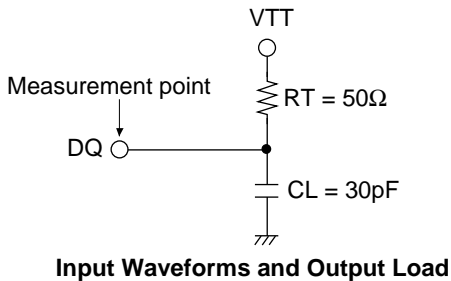 VTT
Measurement point
RT = 50Ω
DQ
CL = 30pF
Input Waveforms and Output Load